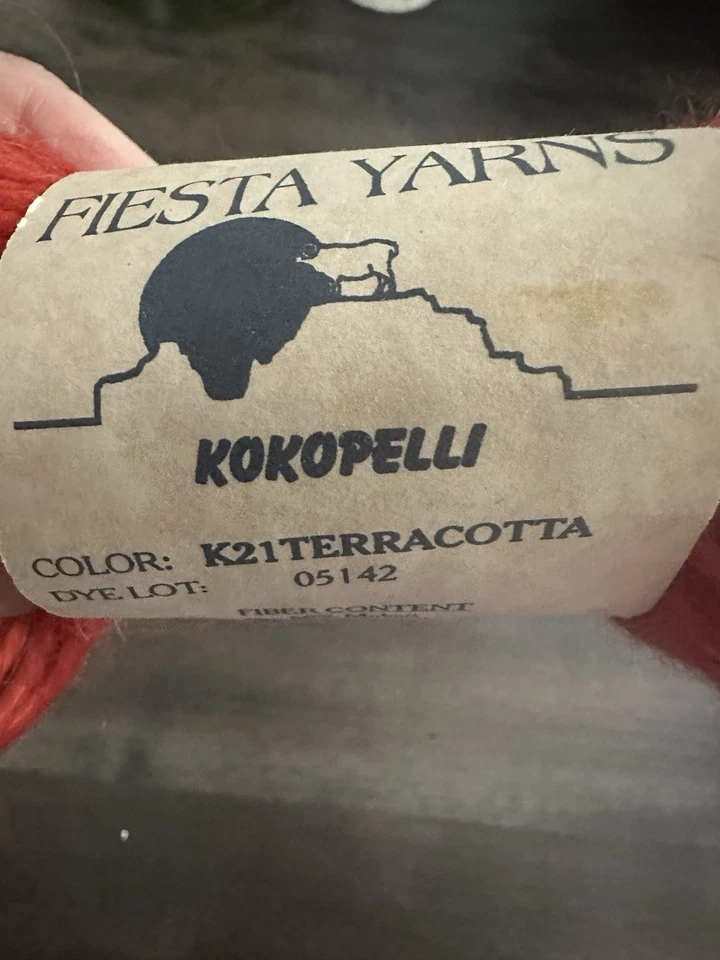 FIESTA YARNS
KOKOPELLI
COLOR: K21TERRACOTTA
DYE LOT: 05142
FIBER CONTENT